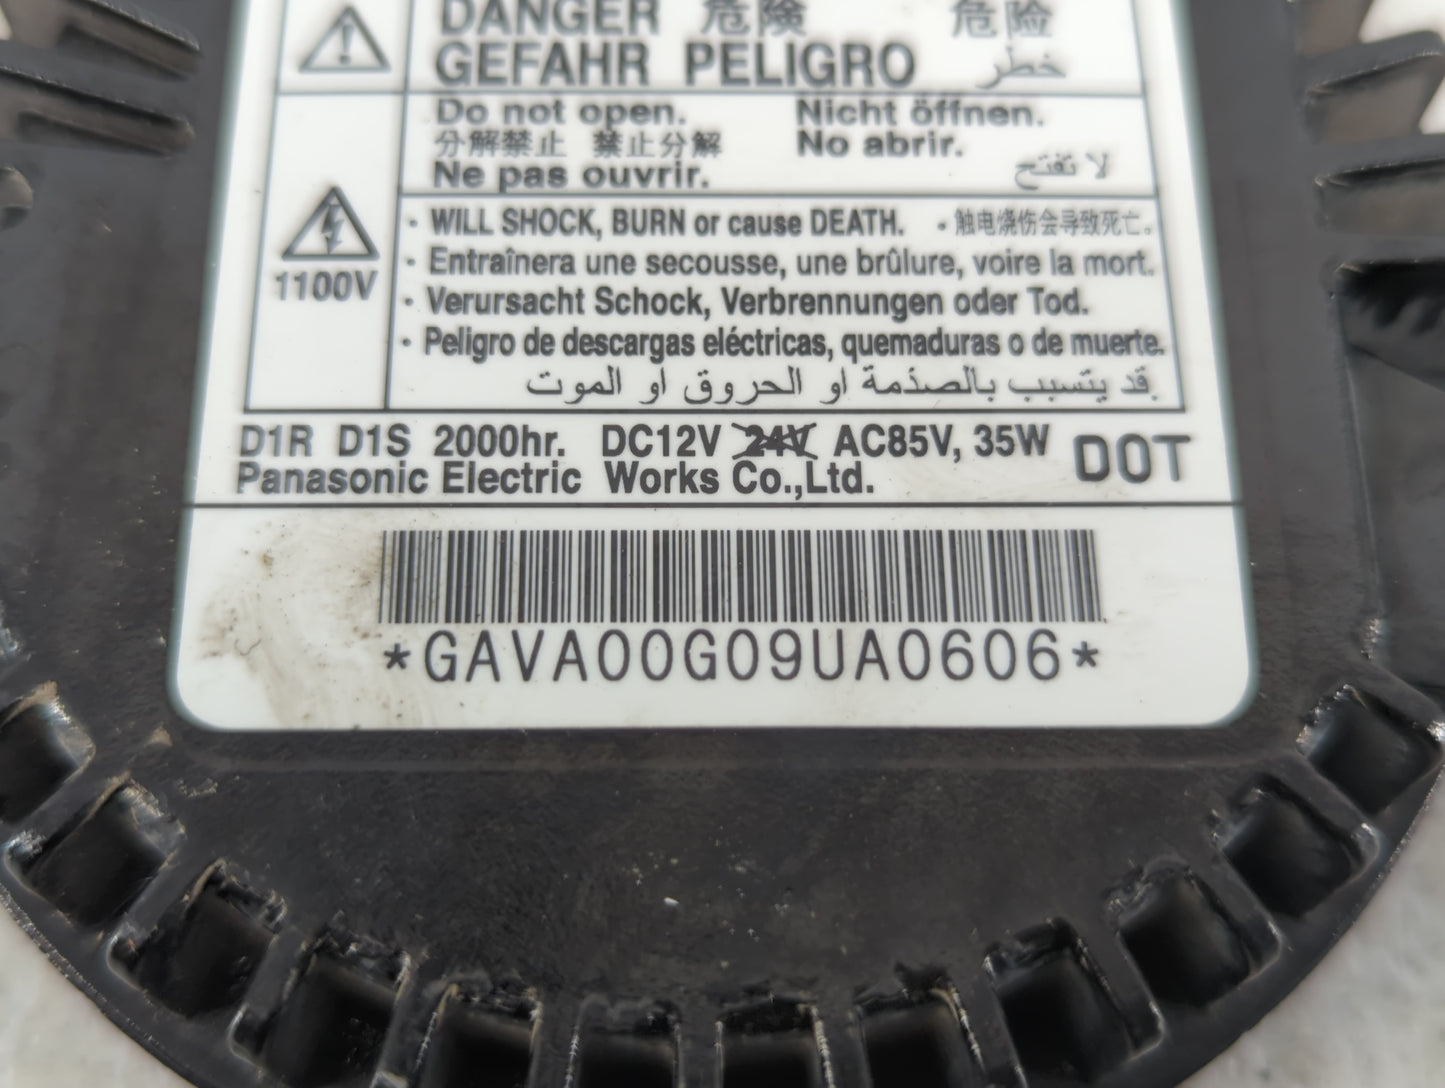 DANGER 危険 危险
GEFAHR PELIGRO خطر
Do not open. Nicht öffnen.
分解禁止 禁止分解 No abrir.
Ne pas ouvrir. لا تفتح
1100V
· WILL SHOCK, BURN or cause DEATH. · 触电烧伤会导致死亡.
· Entraînera une secousse, une brûlure, voire la mort.
· Verursacht Schock, Verbrennungen oder Tod.
· Peligro de descargas eléctricas, quemaduras o de muerte.
قد يتسبب بالصذمة او الحروق او الموت.
D1R D1S 2000hr. DC12V 24V AC85V, 35W DOT
Panasonic Electric Works Co.,Ltd.
*GAVA00G09UA0606*